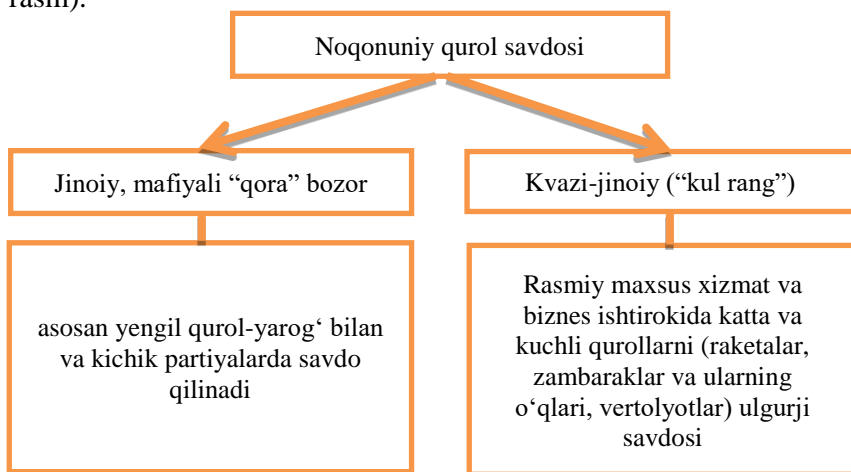 rasm).
Noqonuniy qurol savdosi
Jinoiy, mafiyali “qora” bozor
Kvazi-jinoiy (“kul rang”)
asosan yengil qurol-yarog‘ bilan
va kichik partiyalarda savdo
qilinadi
Rasmiy maxsus xizmat va
biznes ishtirokida katta va
kuchli qurollarni (raketalar,
zambaraklar va ularning
o‘qlari, vertolyotlar) ulgurji
savdosi